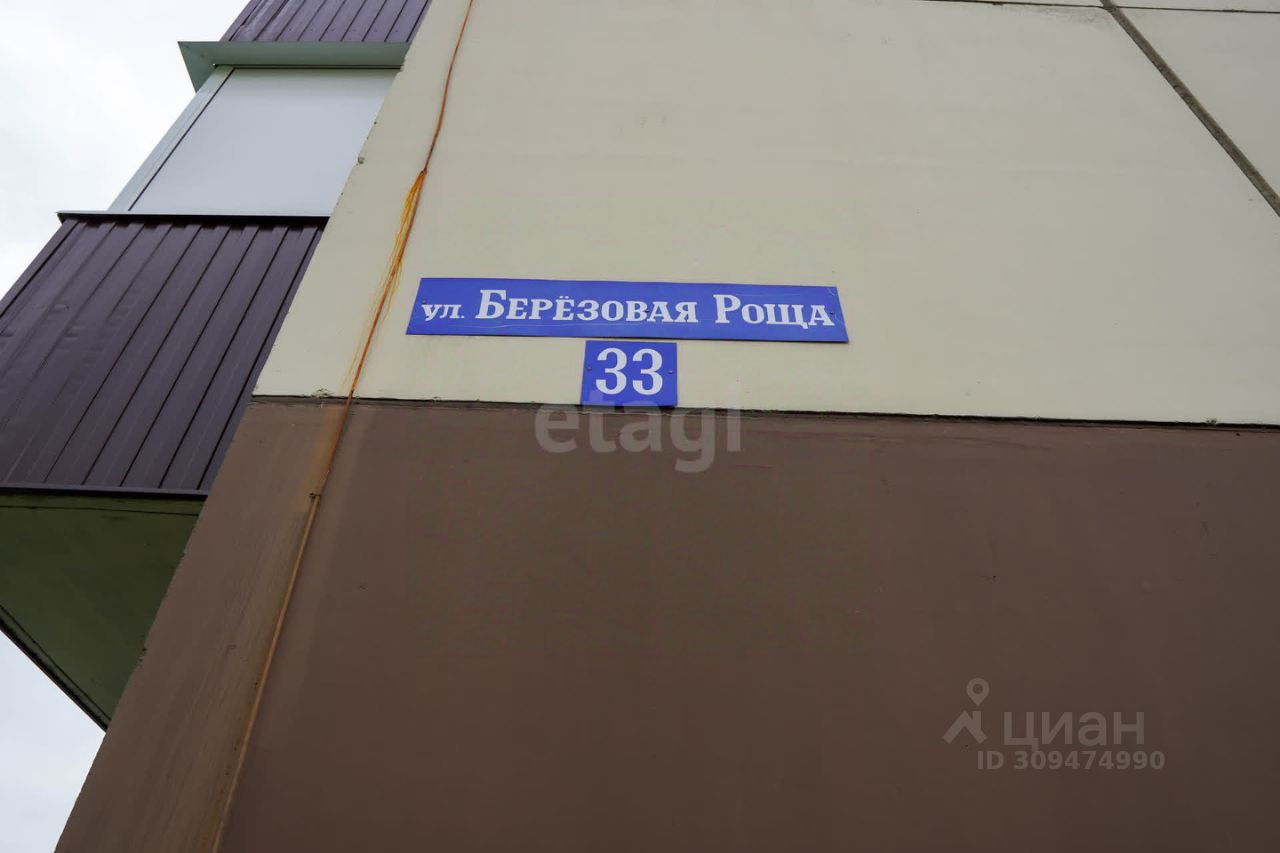 ул. Берёзовая Роща
33
etagi
циан
ID 309474990